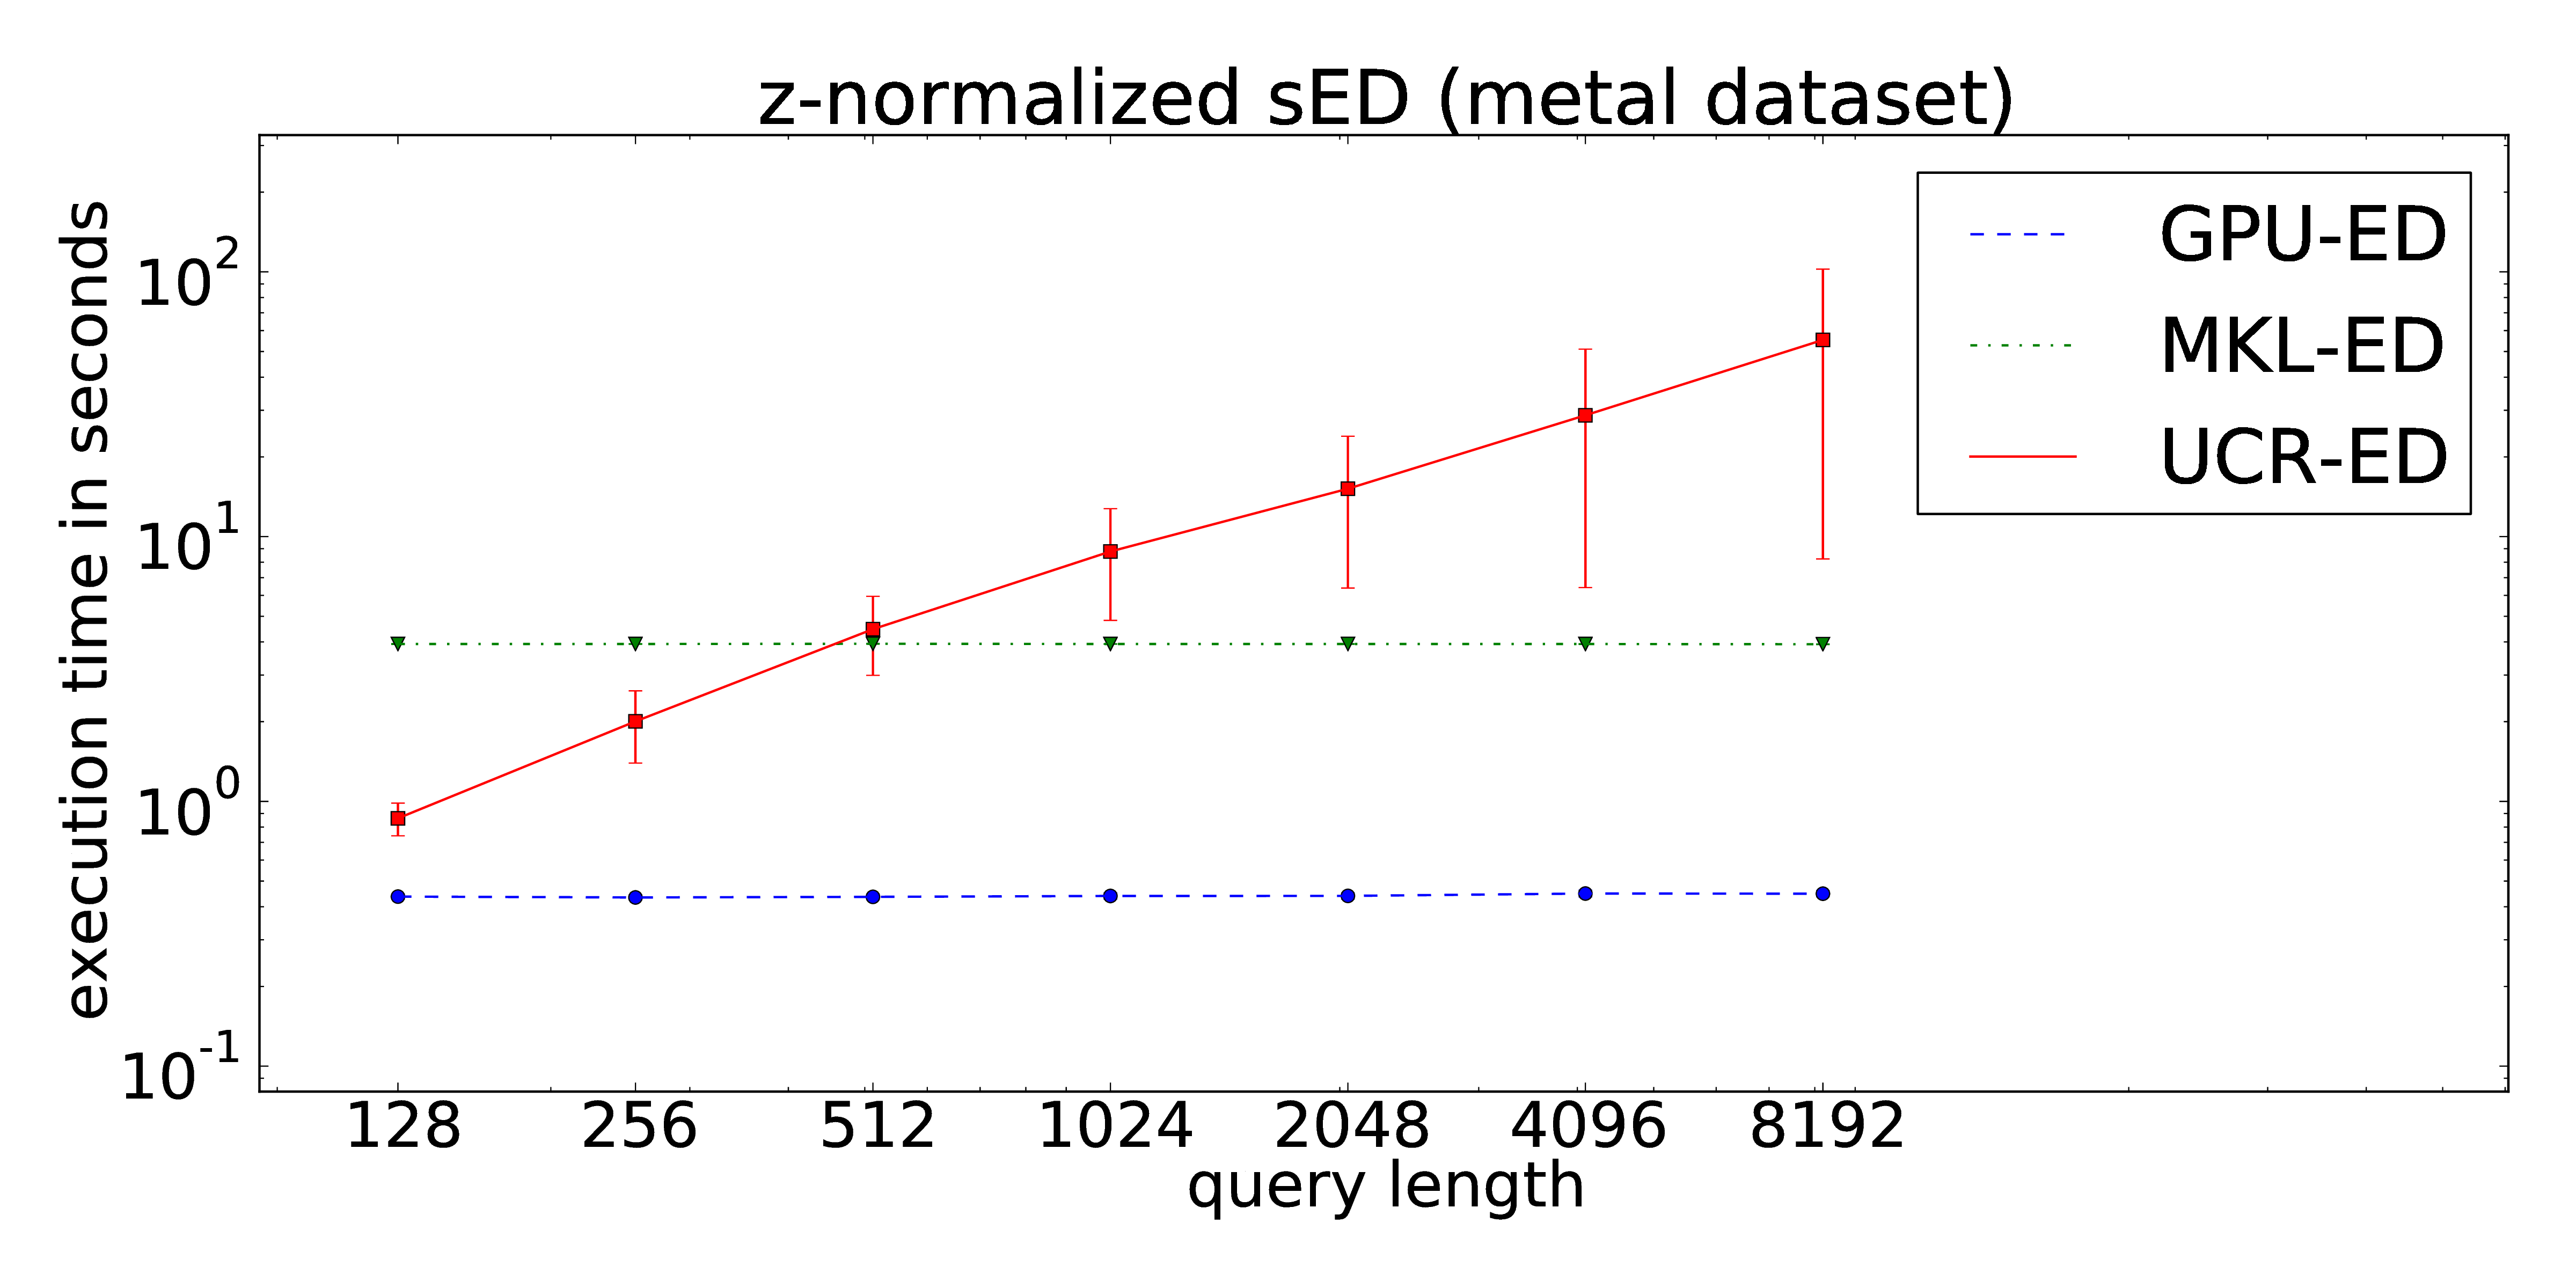 z-normalized sED (metal dataset)
execution time in seconds
10^2
10^1
10^0
10^-1
GPU-ED
MKL-ED
UCR-ED
128 256 512 1024 2048 4096 8192
query length